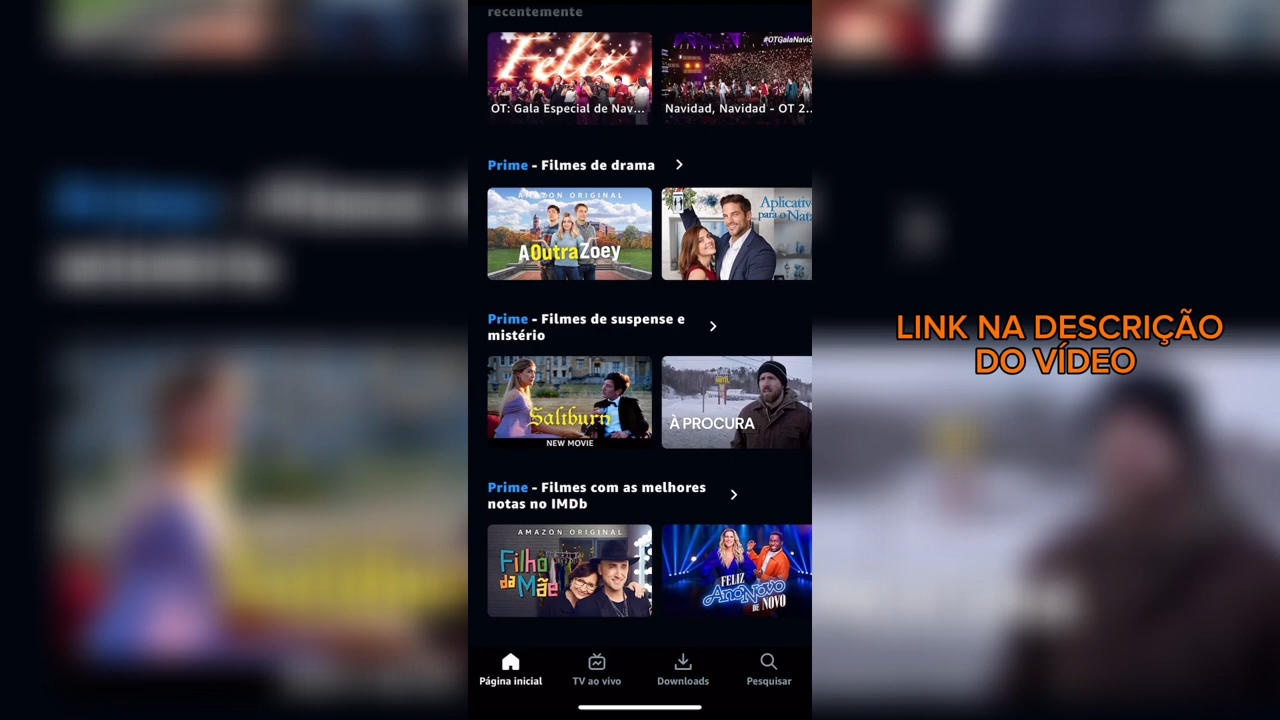 recentemente
Feliz
OT: Gala Especial de Nav...
#OTGalaNavid
Navidad, Navidad - OT 2...
Prime - Filmes de drama
AMAZON ORIGINAL
A Outra Zoey
Aplicativo
para o Nata
Prime - Filmes de suspense e
mistério
Saltburn
NEW MOVIE
À PROCURA
Prime - Filmes com as melhores
notas no IMDb
AMAZON ORIGINAL
Filho
da Mãe
FELIZ
Ano Novo
DE NOVO
Página inicial
TV ao vivo
Downloads
Pesquisar
LINK NA DESCRIÇÃO
DO VÍDEO